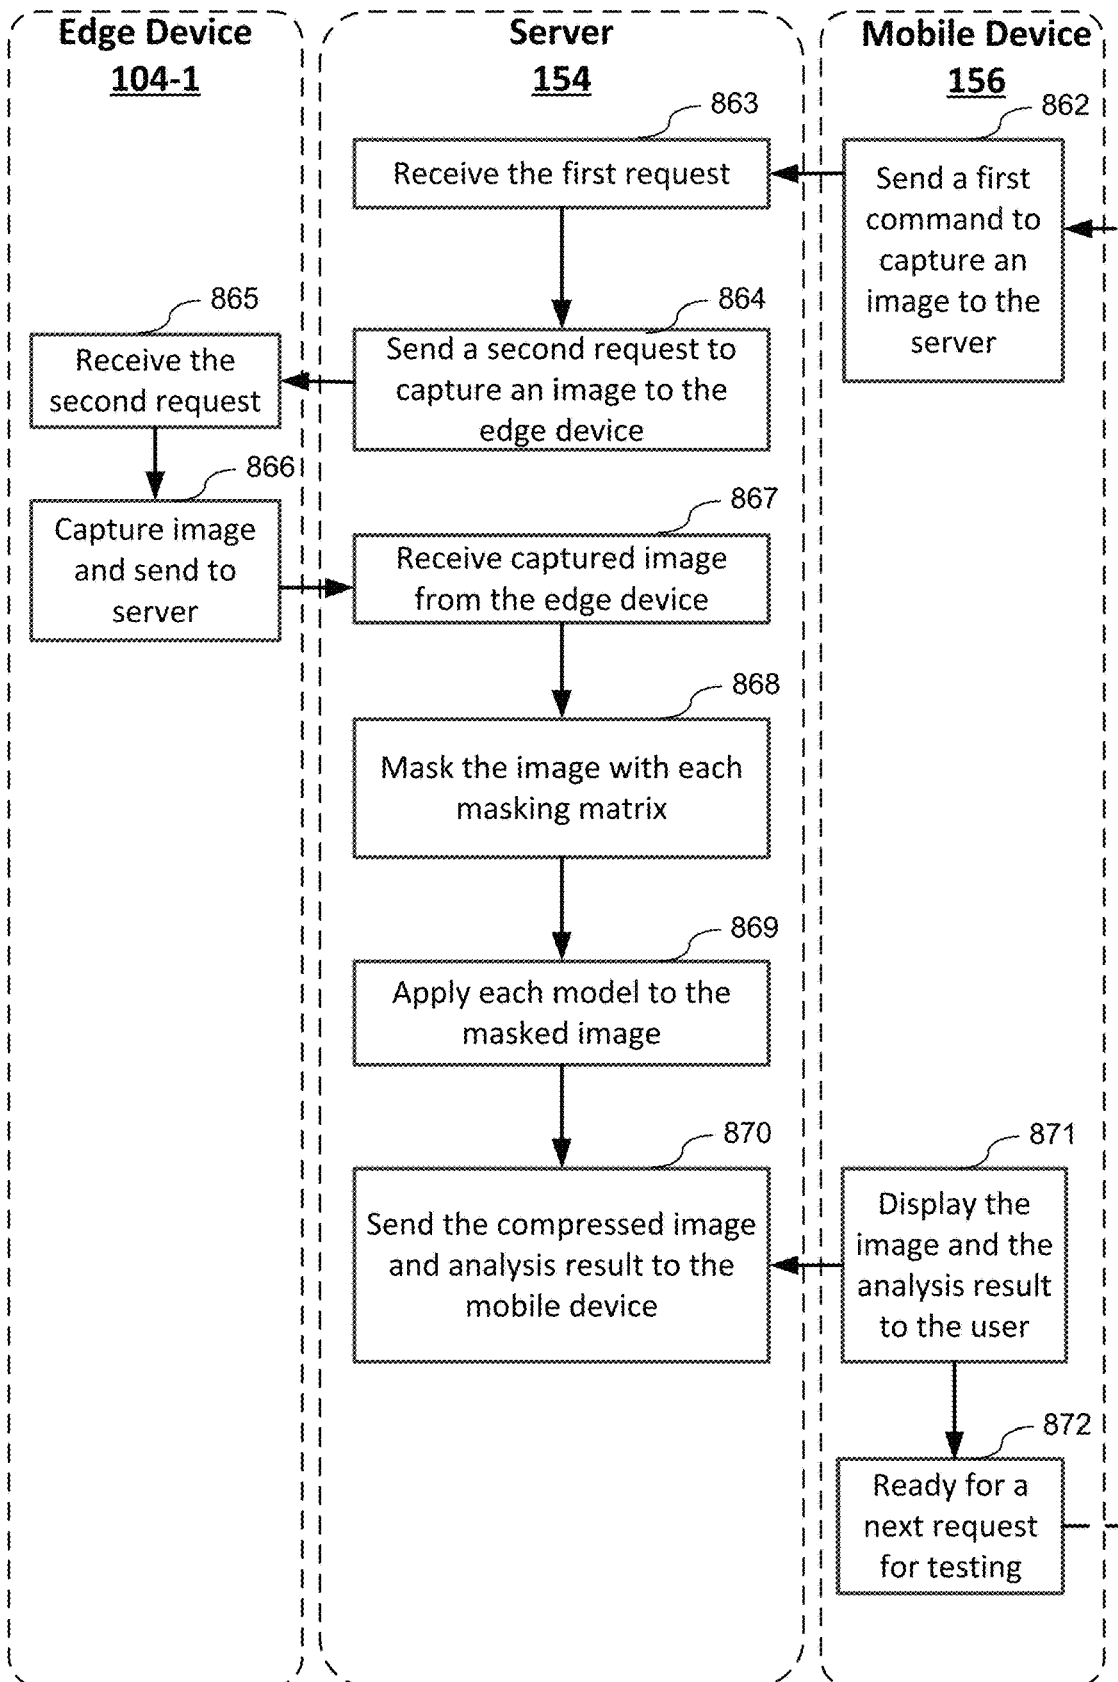 Edge Device
104-1
Server
154
Mobile Device
156
863
Receive the first request
862
Send a first
command to
capture an
image to the
server
864
Send a second request to
capture an image to the
edge device
865
Receive the
second request
866
Capture image
and send to
server
867
Receive captured image
from the edge device
868
Mask the image with each
masking matrix
869
Apply each model to the
masked image
870
Send the compressed image
and analysis result to the
mobile device
871
Display the
image and the
analysis result
to the user
872
Ready for a
next request
for testing